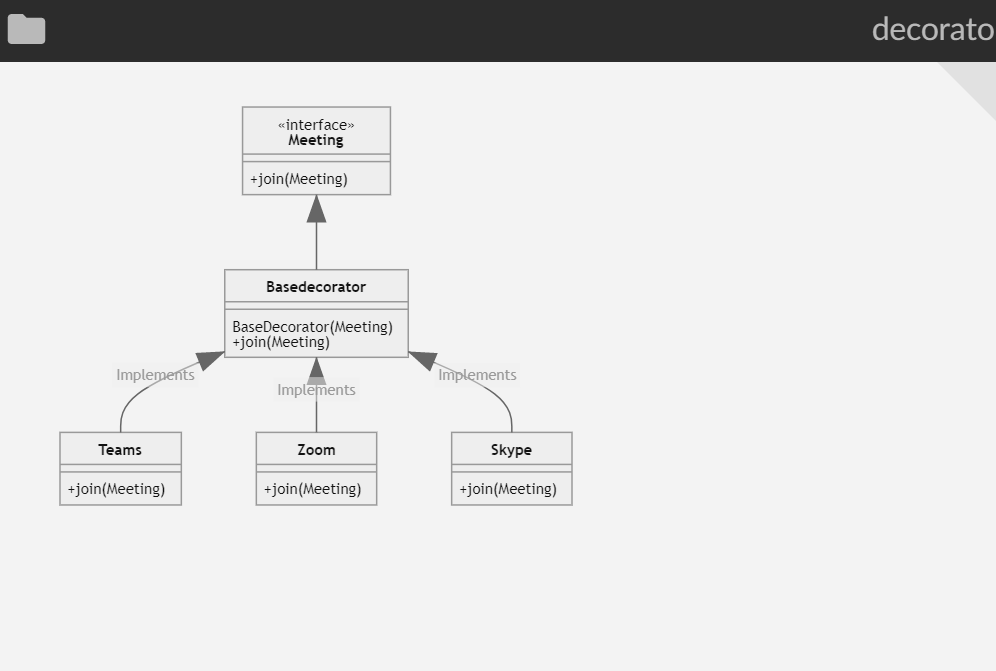 decorato
«interface»
Meeting
+join(Meeting)
Basedecorator
BaseDecorator(Meeting)
+join(Meeting)
Implements
Implements
Implements
Teams
+join(Meeting)
Zoom
+join(Meeting)
Skype
+join(Meeting)